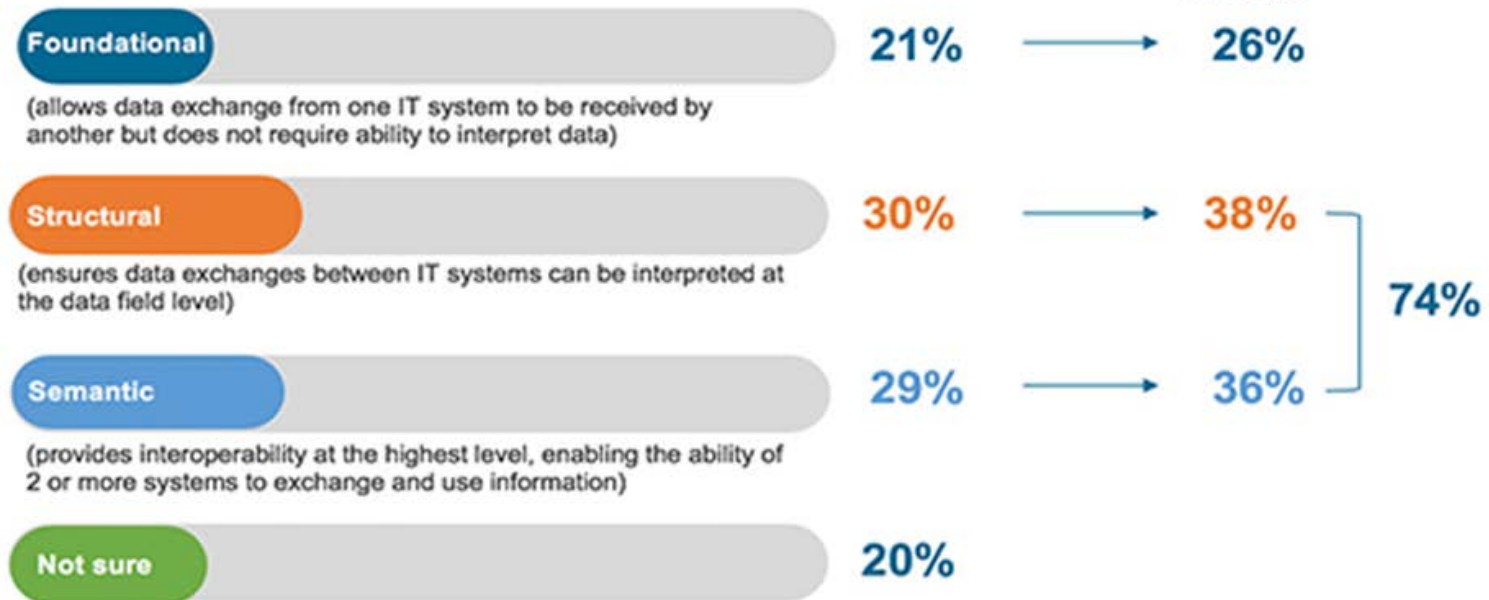 Foundational
21%
26%
(allows data exchange from one IT system to be received by
another but does not require ability to interpret data)
Structural
30%
38%
(ensures data exchanges between IT systems can be interpreted at
the data field level)
74%
Semantic
29%
36%
(provides interoperability at the highest level, enabling the ability of
2 or more systems to exchange and use information)
Not sure
20%